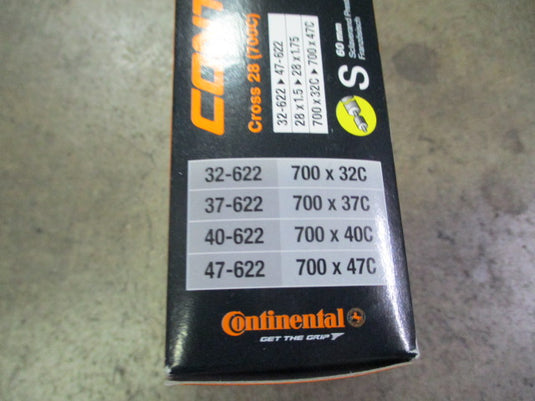 CONT
Cross 28 (700C)
32-622 ▸ 47-622
28 x 1.5 ▸ 28 x 1.75
700 x 32C ▸ 700 x 47C
S
60 mm
Franzöisch
32-622 700 x 32C
37-622 700 x 37C
40-622 700 x 40C
47-622 700 x 47C
Continental
GET THE GRIP